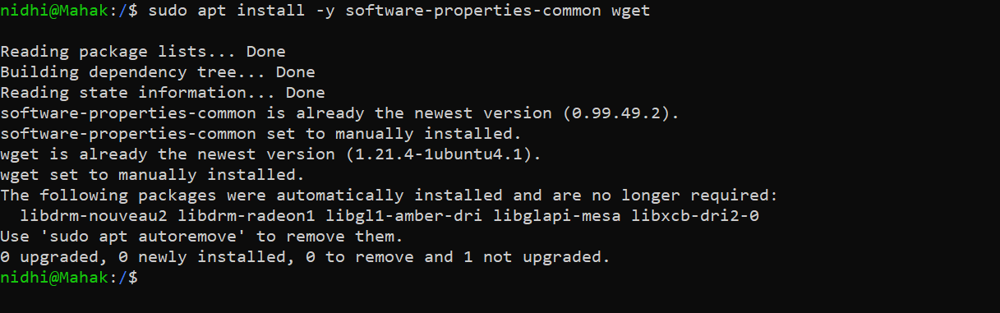 nidhi@Mahak:/$ sudo apt install -y software-properties-common wget
Reading package lists... Done
Building dependency tree... Done
Reading state information... Done
software-properties-common is already the newest version (0.99.49.2).
software-properties-common set to manually installed.
wget is already the newest version (1.21.4-1ubuntu4.1).
wget set to manually installed.
The following packages were automatically installed and are no longer required:
  libdrm-nouveau2 libdrm-radeon1 libgl1-amber-dri libglapi-mesa libxcb-dri2-0
Use 'sudo apt autoremove' to remove them.
0 upgraded, 0 newly installed, 0 to remove and 1 not upgraded.
nidhi@Mahak:/$